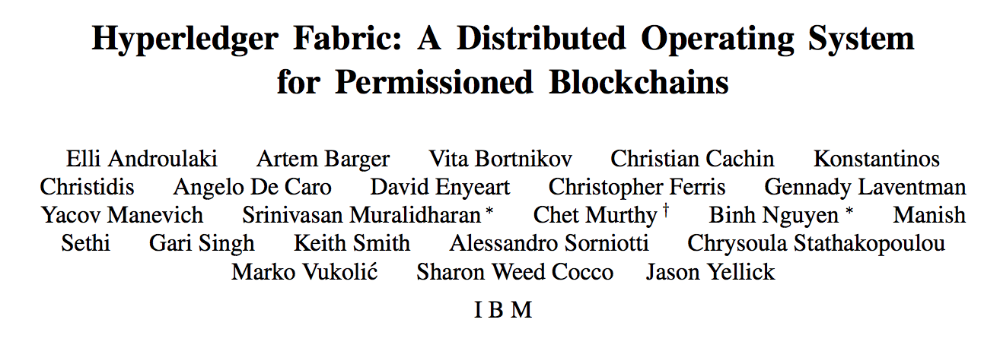 Hyperledger Fabric: A Distributed Operating System
for Permissioned Blockchains
Elli Androulaki Artem Barger Vita Bortnikov Christian Cachin Konstantinos
Christidis Angelo De Caro David Enyeart Christopher Ferris Gennady Laventman
Yacov Manevich Srinivasan Muralidharan * Chet Murthy † Binh Nguyen * Manish
Sethi Gari Singh Keith Smith Alessandro Sorniotti Chrysoula Stathakopoulou
Marko Vukolić Sharon Weed Cocco Jason Yellick
I B M